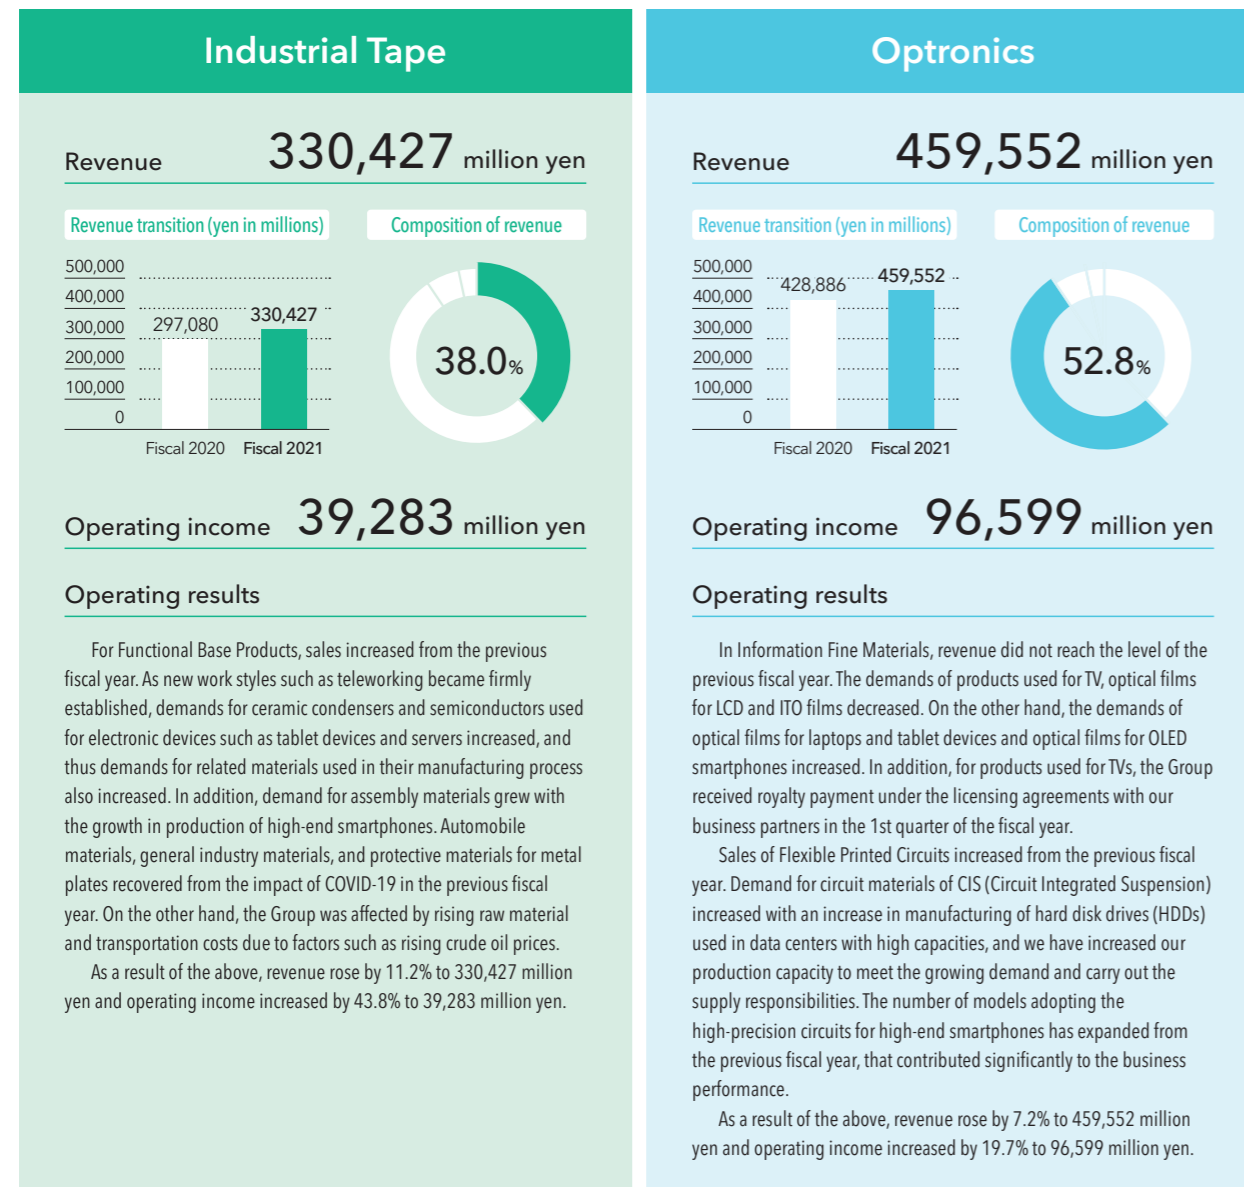 Industrial Tape
Revenue 330,427 million yen
Revenue transition (yen in millions)
Composition of revenue
500,000
400,000
300,000
200,000
100,000
0
297,080
330,427
Fiscal 2020 Fiscal 2021
38.0%
Operating income 39,283 million yen
Operating results
For Functional Base Products, sales increased from the previous
fiscal year. As new work styles such as teleworking became firmly
established, demands for ceramic condensers and semiconductors used
for electronic devices such as tablet devices and servers increased, and
thus demands for related materials used in their manufacturing process
also increased. In addition, demand for assembly materials grew with
the growth in production of high-end smartphones. Automobile
materials, general industry materials, and protective materials for metal
plates recovered from the impact of COVID-19 in the previous fiscal
year. On the other hand, the Group was affected by rising raw material
and transportation costs due to factors such as rising crude oil prices.
As a result of the above, revenue rose by 11.2% to 330,427 million
yen and operating income increased by 43.8% to 39,283 million yen.
Optronics
Revenue 459,552 million yen
Revenue transition (yen in millions)
Composition of revenue
500,000
400,000
300,000
200,000
100,000
0
428,886
459,552
Fiscal 2020 Fiscal 2021
52.8%
Operating income 96,599 million yen
Operating results
In Information Fine Materials, revenue did not reach the level of the
previous fiscal year. The demands of products used for TV, optical films
for LCD and ITO films decreased. On the other hand, the demands of
optical films for laptops and tablet devices and optical films for OLED
smartphones increased. In addition, for products used for TVs, the Group
received royalty payment under the licensing agreements with our
business partners in the 1st quarter of the fiscal year.
Sales of Flexible Printed Circuits increased from the previous fiscal
year. Demand for circuit materials of CIS (Circuit Integrated Suspension)
increased with an increase in manufacturing of hard disk drives (HDDs)
used in data centers with high capacities, and we have increased our
production capacity to meet the growing demand and carry out the
supply responsibilities. The number of models adopting the
high-precision circuits for high-end smartphones has expanded from
the previous fiscal year, that contributed significantly to the business
performance.
As a result of the above, revenue rose by 7.2% to 459,552 million
yen and operating income increased by 19.7% to 96,599 million yen.